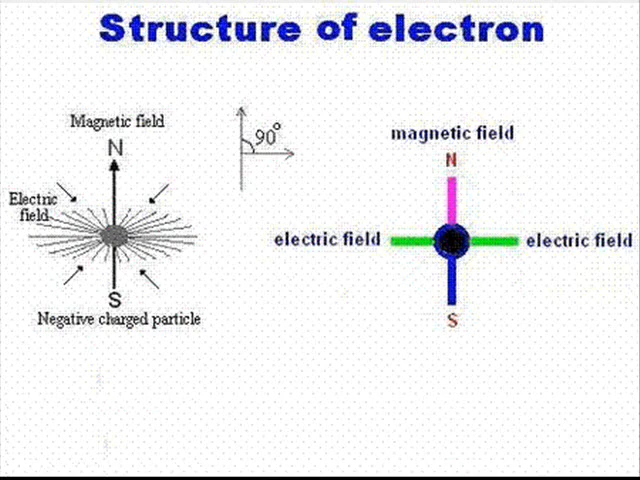 Structure of electron
Magnetic field
N
90°
Electric
field
S
Negative charged particle
magnetic field
N
electric field
electric field
S